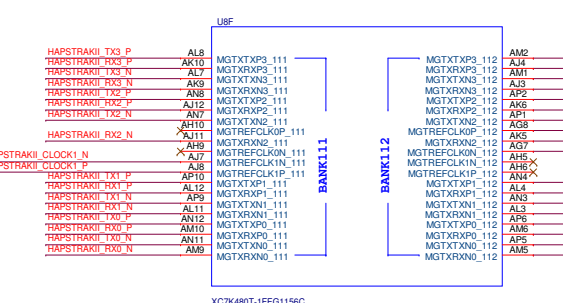 U8F
HAPSTRAKII_TX3_P AL8 MGTXTXP3_111 MGTXTXP3_112 AM2
HAPSTRAKII_RX3_P AK10 MGTXRXP3_111 MGTXRXP3_112 AJ4
HAPSTRAKII_TX3_N AL7 MGTXTXN3_111 MGTXTXN3_112 AM1
HAPSTRAKII_RX3_N AK9 MGTXRXN3_111 MGTXRXN3_112 AJ3
HAPSTRAKII_TX2_P AN8 MGTXTXP2_111 MGTXTXP2_112 AP2
HAPSTRAKII_RX2_P AJ12 MGTXRXP2_111 MGTXRXP2_112 AK6
HAPSTRAKII_TX2_N AN7 MGTXTXN2_111 MGTXTXN2_112 AP1
AH10 MGTREFCLK0P_111 MGTREFCLK0P_112 AG8
HAPSTRAKII_RX2_N AJ11 MGTXRXN2_111 MGTXRXN2_112 AK5
AH9 MGTREFCLK0N_111 MGTREFCLK0N_112 AG7
PSTRAKII_CLOCK1_N AJ7 MGTREFCLK1N_111 MGTREFCLK1N_112 AH5
PSTRAKII_CLOCK1_P AJ8 MGTREFCLK1P_111 MGTREFCLK1P_112 AH6
HAPSTRAKII_TX1_P AP10 MGTXTXP1_111 MGTXTXP1_112 AN4
HAPSTRAKII_RX1_P AL12 MGTXRXP1_111 MGTXRXP1_112 AL4
HAPSTRAKII_TX1_N AP9 MGTXTXN1_111 MGTXTXN1_112 AN3
HAPSTRAKII_RX1_N AL11 MGTXRXN1_111 MGTXRXN1_112 AL3
HAPSTRAKII_TX0_P AN12 MGTXTXP0_111 MGTXTXP0_112 AP6
HAPSTRAKII_RX0_P AM10 MGTXRXP0_111 MGTXRXP0_112 AM6
HAPSTRAKII_TX0_N AN11 MGTXTXN0_111 MGTXTXN0_112 AP5
HAPSTRAKII_RX0_N AM9 MGTXRXN0_111 MGTXRXN0_112 AM5
BANK111
BANK112
XC7K480T-1FFG1156C